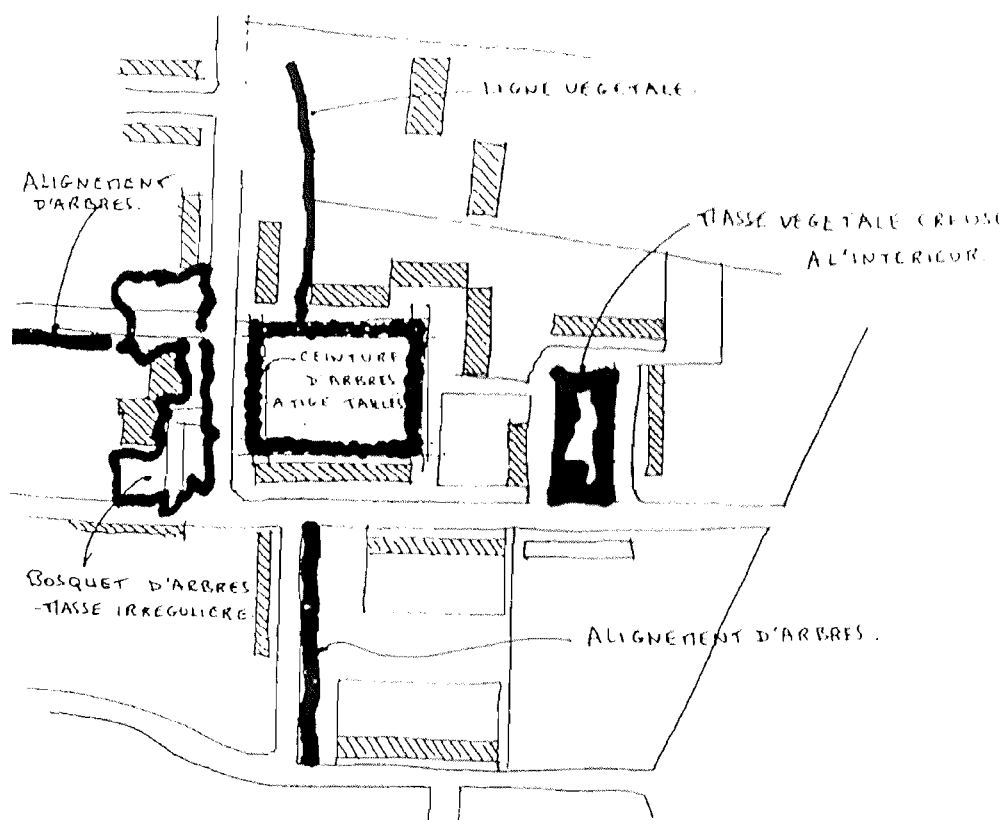 LIGNE VEGETALE.
ALIGNEMENT
D'ARBRES.
MASSE VEGETALE CREUSE
A L'INTERIEUR.
CEINTURE
D'ARBRES
A TIGE TAILLES
BOSQUET D'ARBRES
-MASSE IRREGULIERE
ALIGNEMENT D'ARBRES.